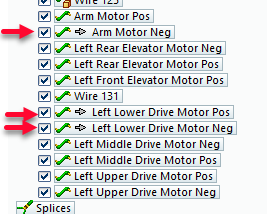 Wire 125
Arm Motor Pos
Arm Motor Neg
Left Rear Elevator Motor Neg
Left Rear Elevator Motor Pos
Left Front Elevator Motor Pos
Wire 131
Left Lower Drive Motor Pos
Left Lower Drive Motor Neg
Left Middle Drive Motor Neg
Left Middle Drive Motor Pos
Left Upper Drive Motor Pos
Left Upper Drive Motor Neg
Splices